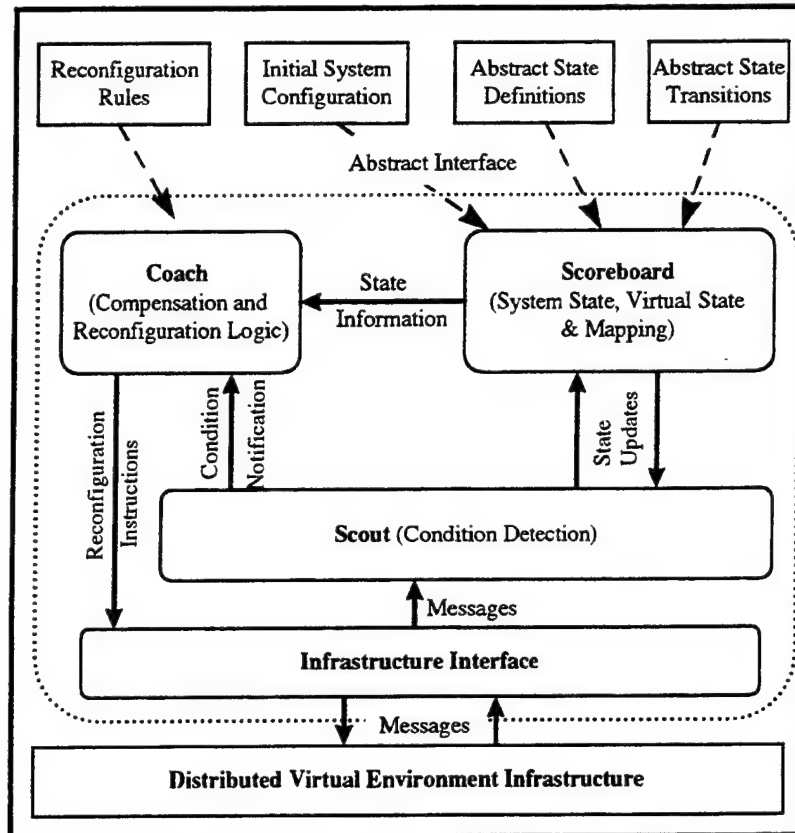 Reconfiguration
Rules
Initial System
Configuration
Abstract State
Definitions
Abstract State
Transitions
Abstract Interface
Coach
(Compensation and
Reconfiguration Logic)
State
Information
Scoreboard
(System State, Virtual State
& Mapping)
Reconfiguration
Instructions
Condition
Notification
State
Updates
Scout (Condition Detection)
Messages
Infrastructure Interface
Messages
Distributed Virtual Environment Infrastructure